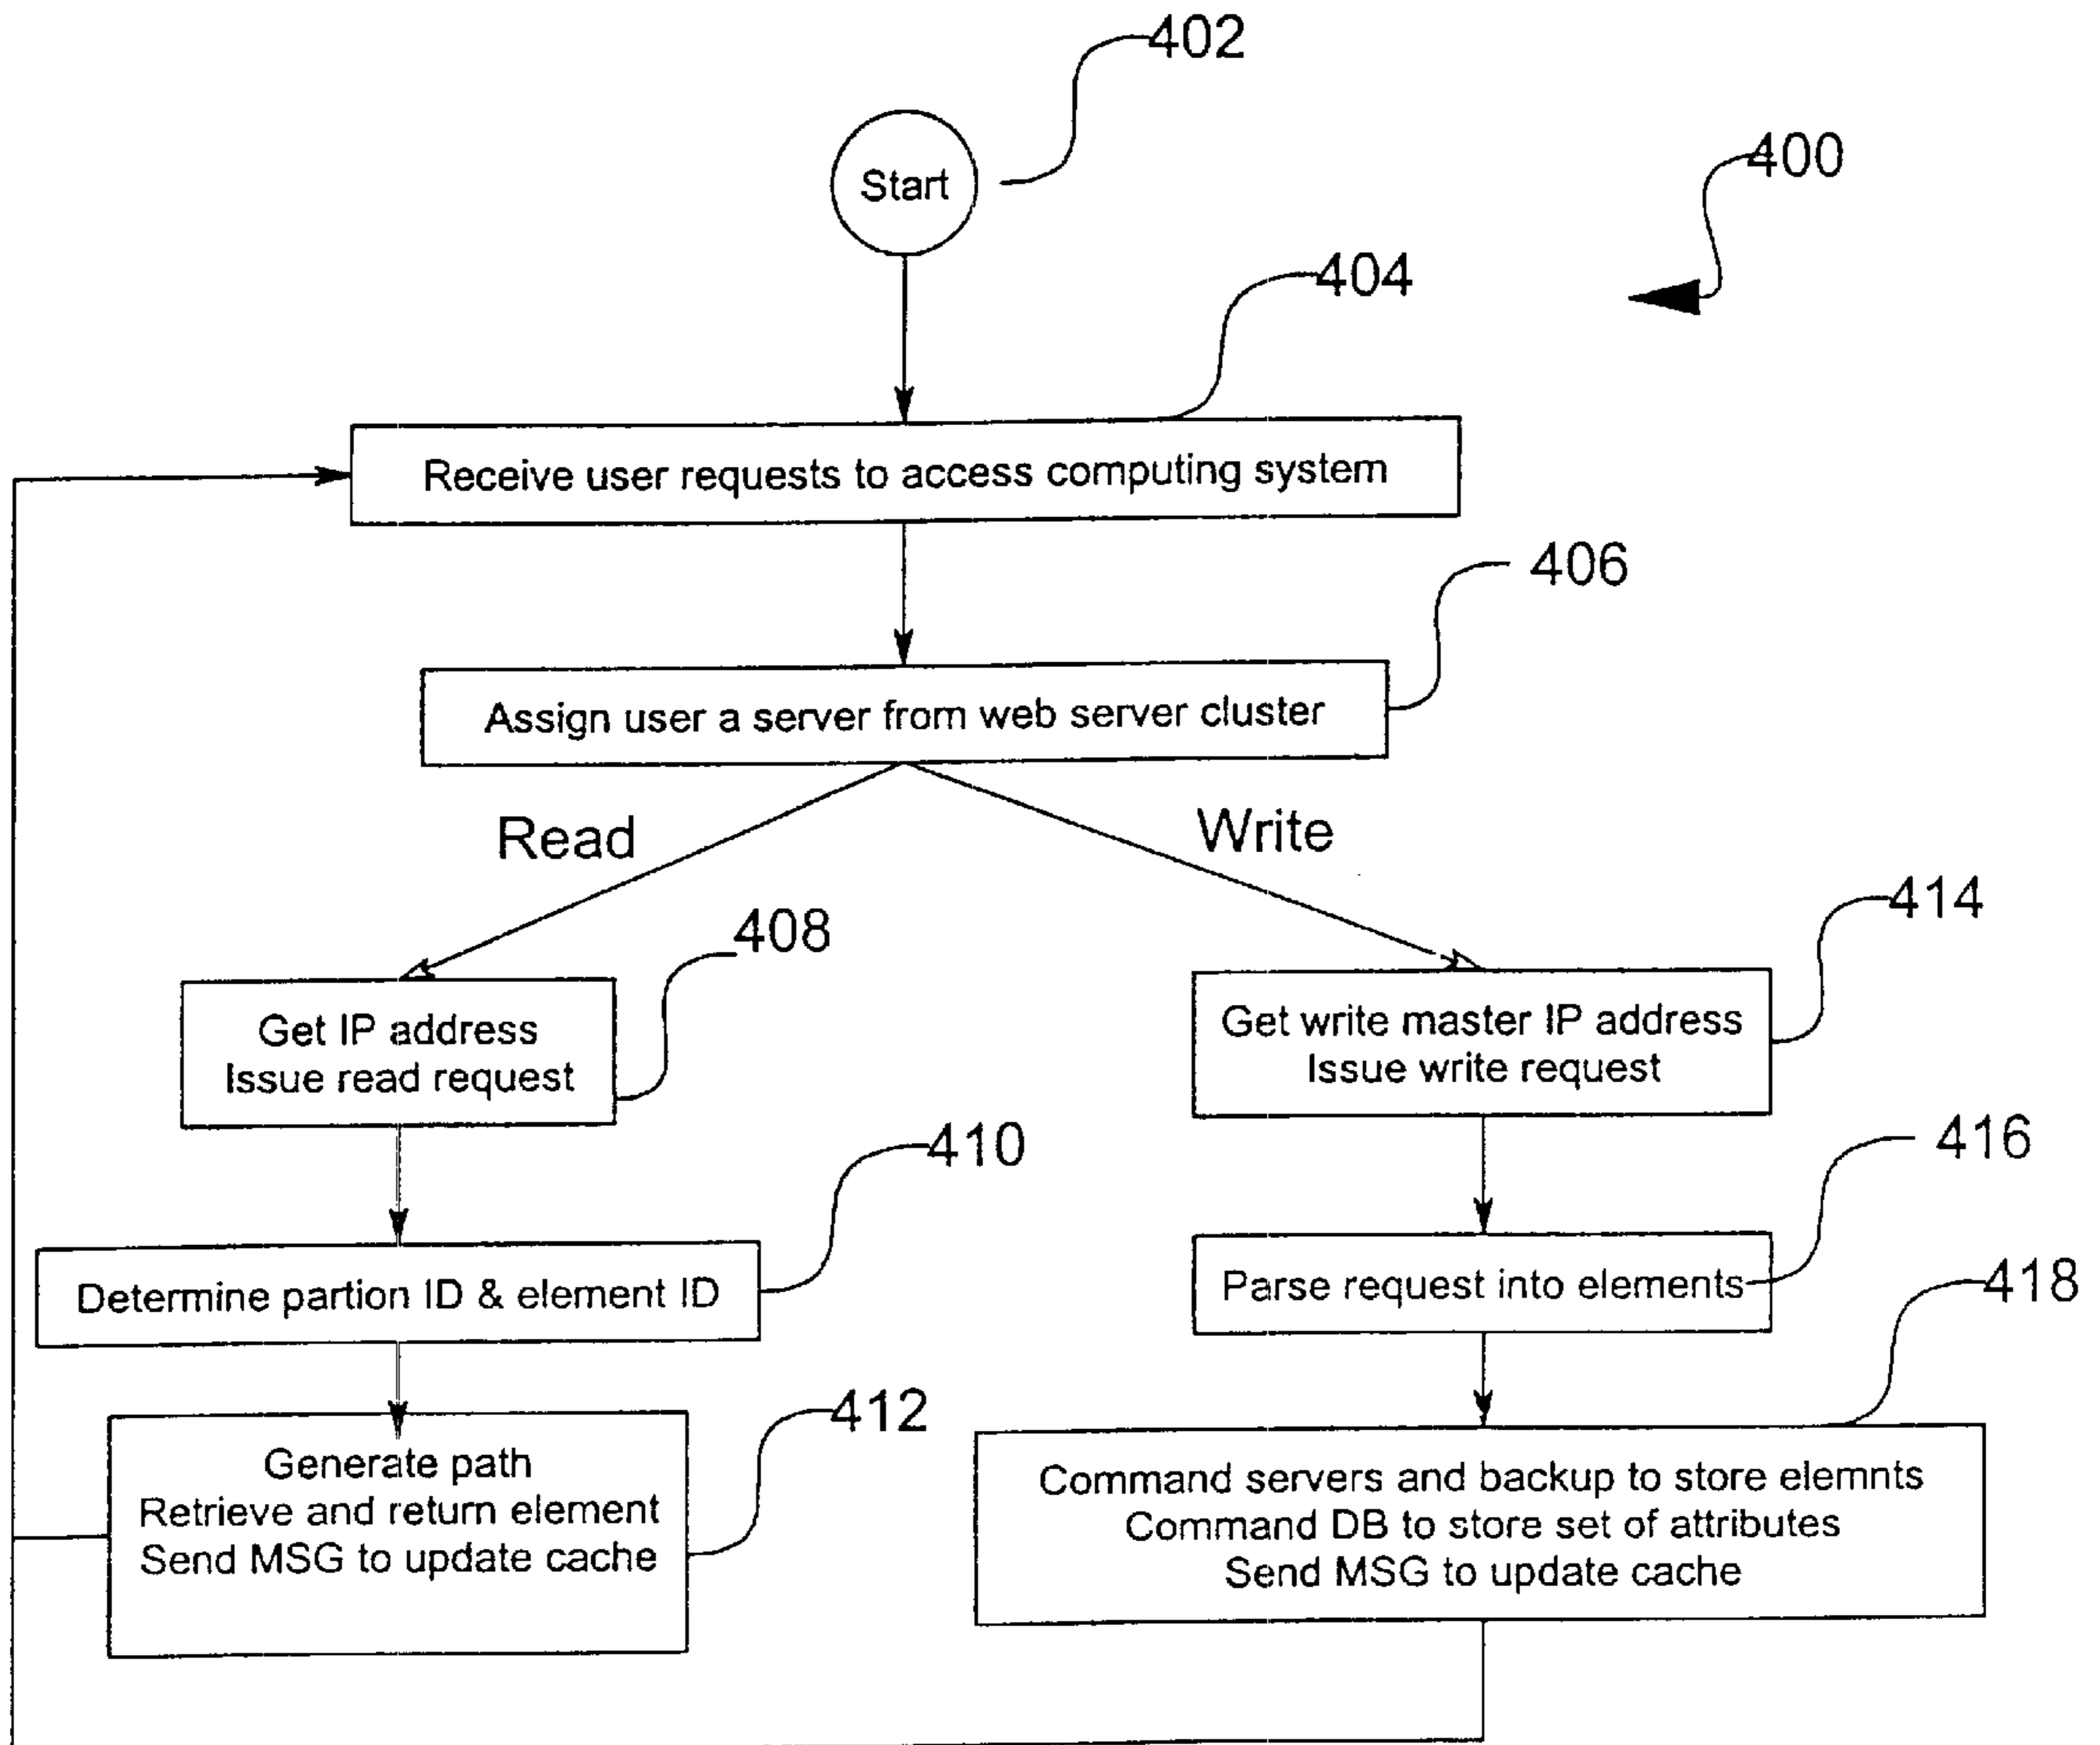 402
Start
400
404
Receive user requests to access computing system
406
Assign user a server from web server cluster
Read
Write
408
Get IP address
Issue read request
414
Get write master IP address
Issue write request
410
Determine partion ID & element ID
416
Parse request into elements
412
Generate path
Retrieve and return element
Send MSG to update cache
418
Command servers and backup to store elemnts
Command DB to store set of attributes
Send MSG to update cache